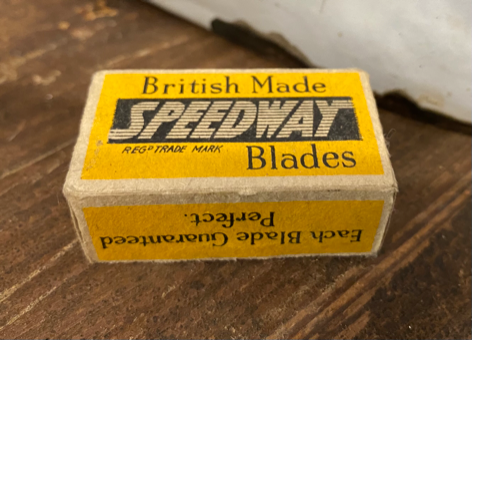 British Made
SPEEDWAY
REGD TRADE MARK
Blades
Each Blade Guaranteed
Perfect.